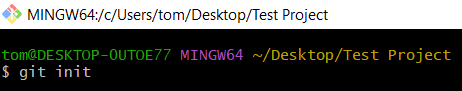 MINGW64:/c/Users/tom/Desktop/Test Project
tom@DESKTOP-OUTOE77 MINGW64 ~/Desktop/Test Project
$ git init